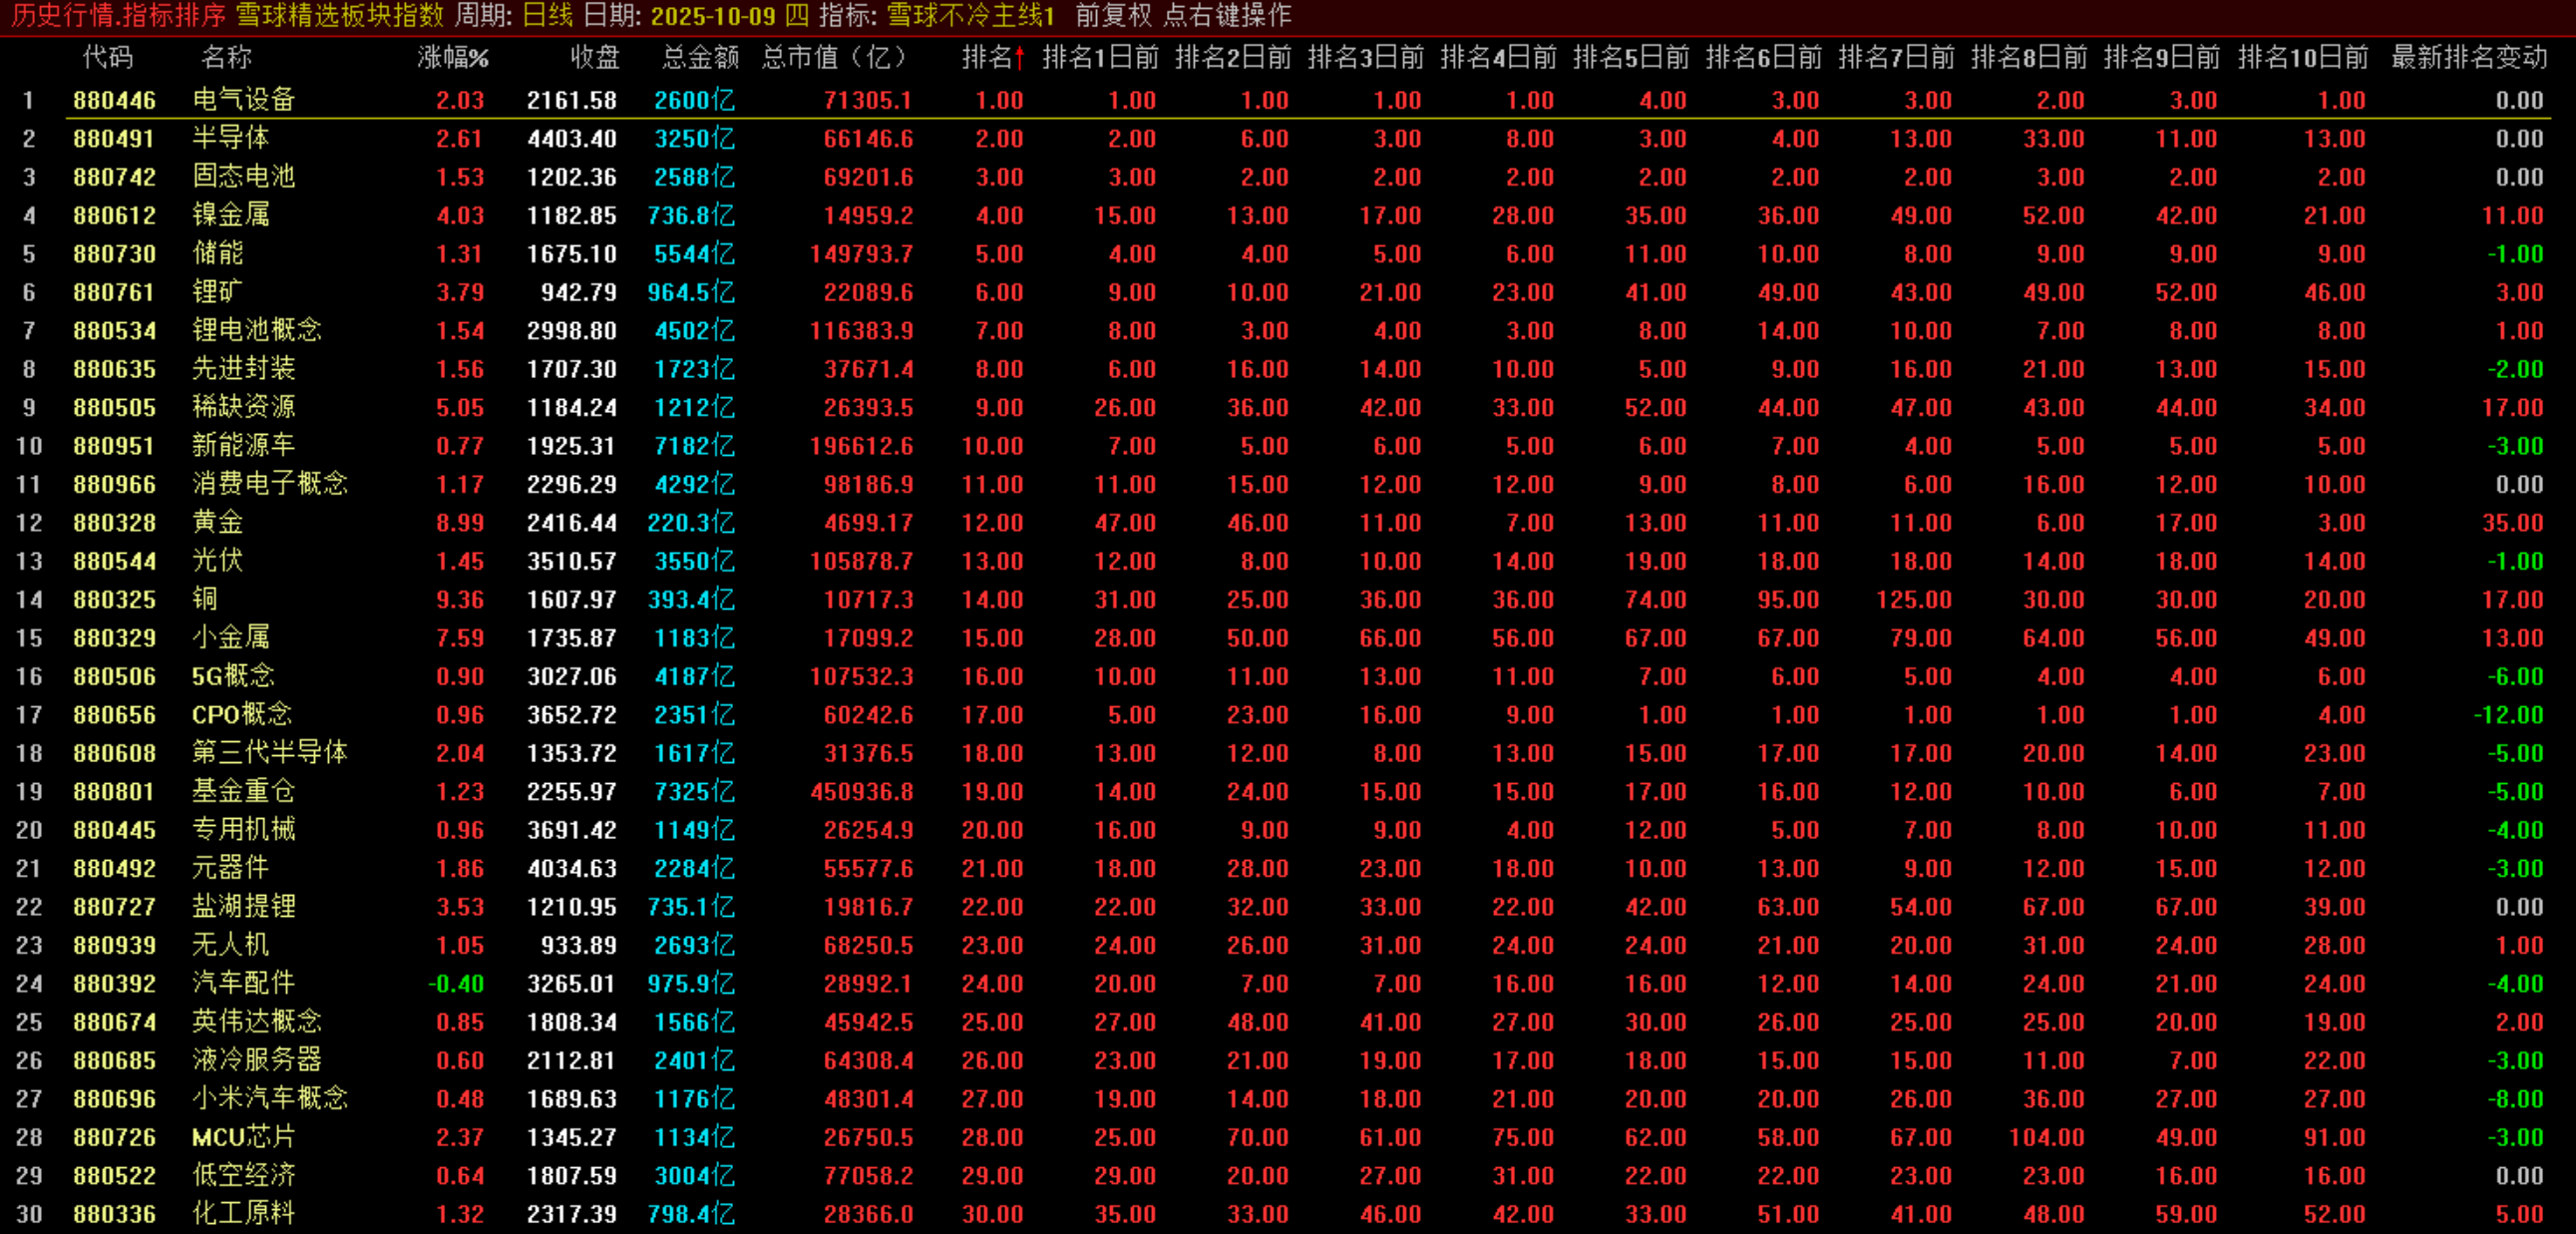 历史行情.指标排序 雪球精选板块指数 周期: 日线 日期: 2025-10-09 四 指标: 雪球不冷主线1 前复权 点右键操作
代码 名称 涨幅% 收盘 总金额 总市值（亿） 排名↑ 排名1日前 排名2日前 排名3日前 排名4日前 排名5日前 排名6日前 排名7日前 排名8日前 排名9日前 排名10日前 最新排名变动
1 880446 电气设备 2.03 2161.58 2600亿 71305.1 1.00 1.00 1.00 1.00 1.00 4.00 3.00 3.00 2.00 3.00 1.00 0.00
2 880491 半导体 2.61 4403.40 3250亿 66146.6 2.00 2.00 6.00 3.00 8.00 3.00 4.00 13.00 33.00 11.00 13.00 0.00
3 880742 固态电池 1.53 1202.36 2588亿 69201.6 3.00 3.00 2.00 2.00 2.00 2.00 2.00 2.00 3.00 2.00 2.00 0.00
4 880612 镍金属 4.03 1182.85 736.8亿 14959.2 4.00 15.00 13.00 17.00 28.00 35.00 36.00 49.00 52.00 42.00 21.00 11.00
5 880730 储能 1.31 1675.10 5544亿 149793.7 5.00 4.00 4.00 5.00 6.00 11.00 10.00 8.00 9.00 9.00 9.00 -1.00
6 880761 锂矿 3.79 942.79 964.5亿 22089.6 6.00 9.00 10.00 21.00 23.00 41.00 49.00 43.00 49.00 52.00 46.00 3.00
7 880534 锂电池概念 1.54 2998.80 4502亿 116383.9 7.00 8.00 3.00 4.00 3.00 8.00 14.00 10.00 7.00 8.00 8.00 1.00
8 880635 先进封装 1.56 1707.30 1723亿 37671.4 8.00 6.00 16.00 14.00 10.00 5.00 9.00 16.00 21.00 13.00 15.00 -2.00
9 880505 稀缺资源 5.05 1184.24 1212亿 26393.5 9.00 26.00 36.00 42.00 33.00 52.00 44.00 47.00 43.00 44.00 34.00 17.00
10 880951 新能源车 0.77 1925.31 7182亿 196612.6 10.00 7.00 5.00 6.00 5.00 6.00 7.00 4.00 5.00 5.00 5.00 -3.00
11 880966 消费电子概念 1.17 2296.29 4292亿 98186.9 11.00 11.00 15.00 12.00 12.00 9.00 8.00 6.00 16.00 12.00 10.00 0.00
12 880328 黄金 8.99 2416.44 220.3亿 4699.17 12.00 47.00 46.00 11.00 7.00 13.00 11.00 11.00 6.00 17.00 3.00 35.00
13 880544 光伏 1.45 3510.57 3550亿 105878.7 13.00 12.00 8.00 10.00 14.00 19.00 18.00 18.00 14.00 18.00 14.00 -1.00
14 880325 铜 9.36 1607.97 393.4亿 10717.3 14.00 31.00 25.00 36.00 36.00 74.00 95.00 125.00 30.00 30.00 20.00 17.00
15 880329 小金属 7.59 1735.87 1183亿 17099.2 15.00 28.00 50.00 66.00 56.00 67.00 67.00 79.00 64.00 56.00 49.00 13.00
16 880506 5G概念 0.90 3027.06 4187亿 107532.3 16.00 10.00 11.00 13.00 11.00 7.00 6.00 5.00 4.00 4.00 6.00 -6.00
17 880656 CPO概念 0.96 3652.72 2351亿 60242.6 17.00 5.00 23.00 16.00 9.00 1.00 1.00 1.00 1.00 1.00 4.00 -12.00
18 880608 第三代半导体 2.04 1353.72 1617亿 31376.5 18.00 13.00 12.00 8.00 13.00 15.00 17.00 17.00 20.00 14.00 23.00 -5.00
19 880801 基金重仓 1.23 2255.97 7325亿 450936.8 19.00 14.00 24.00 15.00 15.00 17.00 16.00 12.00 10.00 6.00 7.00 -5.00
20 880445 专用机械 0.96 3691.42 1149亿 26254.9 20.00 16.00 9.00 9.00 4.00 12.00 5.00 7.00 8.00 10.00 11.00 -4.00
21 880492 元器件 1.86 4034.63 2284亿 55577.6 21.00 18.00 28.00 23.00 18.00 10.00 13.00 9.00 12.00 15.00 12.00 -3.00
22 880727 盐湖提锂 3.53 1210.95 735.1亿 19816.7 22.00 22.00 32.00 33.00 22.00 42.00 63.00 54.00 67.00 67.00 39.00 0.00
23 880939 无人机 1.05 933.89 2693亿 68250.5 23.00 24.00 26.00 31.00 24.00 24.00 21.00 20.00 31.00 24.00 28.00 1.00
24 880392 汽车配件 -0.40 3265.01 975.9亿 28992.1 24.00 20.00 7.00 7.00 16.00 16.00 12.00 14.00 24.00 21.00 24.00 -4.00
25 880674 英伟达概念 0.85 1808.34 1566亿 45942.5 25.00 27.00 48.00 41.00 27.00 30.00 26.00 25.00 25.00 20.00 19.00 2.00
26 880685 液冷服务器 0.60 2112.81 2401亿 64308.4 26.00 23.00 21.00 19.00 17.00 18.00 15.00 15.00 11.00 7.00 22.00 -3.00
27 880696 小米汽车概念 0.48 1689.63 1176亿 48301.4 27.00 19.00 14.00 18.00 21.00 20.00 20.00 26.00 36.00 27.00 27.00 -8.00
28 880726 MCU芯片 2.37 1345.27 1134亿 26750.5 28.00 25.00 70.00 61.00 75.00 62.00 58.00 67.00 104.00 49.00 91.00 -3.00
29 880522 低空经济 0.64 1807.59 3004亿 77058.2 29.00 29.00 20.00 27.00 31.00 22.00 22.00 23.00 23.00 16.00 16.00 0.00
30 880336 化工原料 1.32 2317.39 798.4亿 28366.0 30.00 35.00 33.00 46.00 42.00 33.00 51.00 41.00 48.00 59.00 52.00 5.00